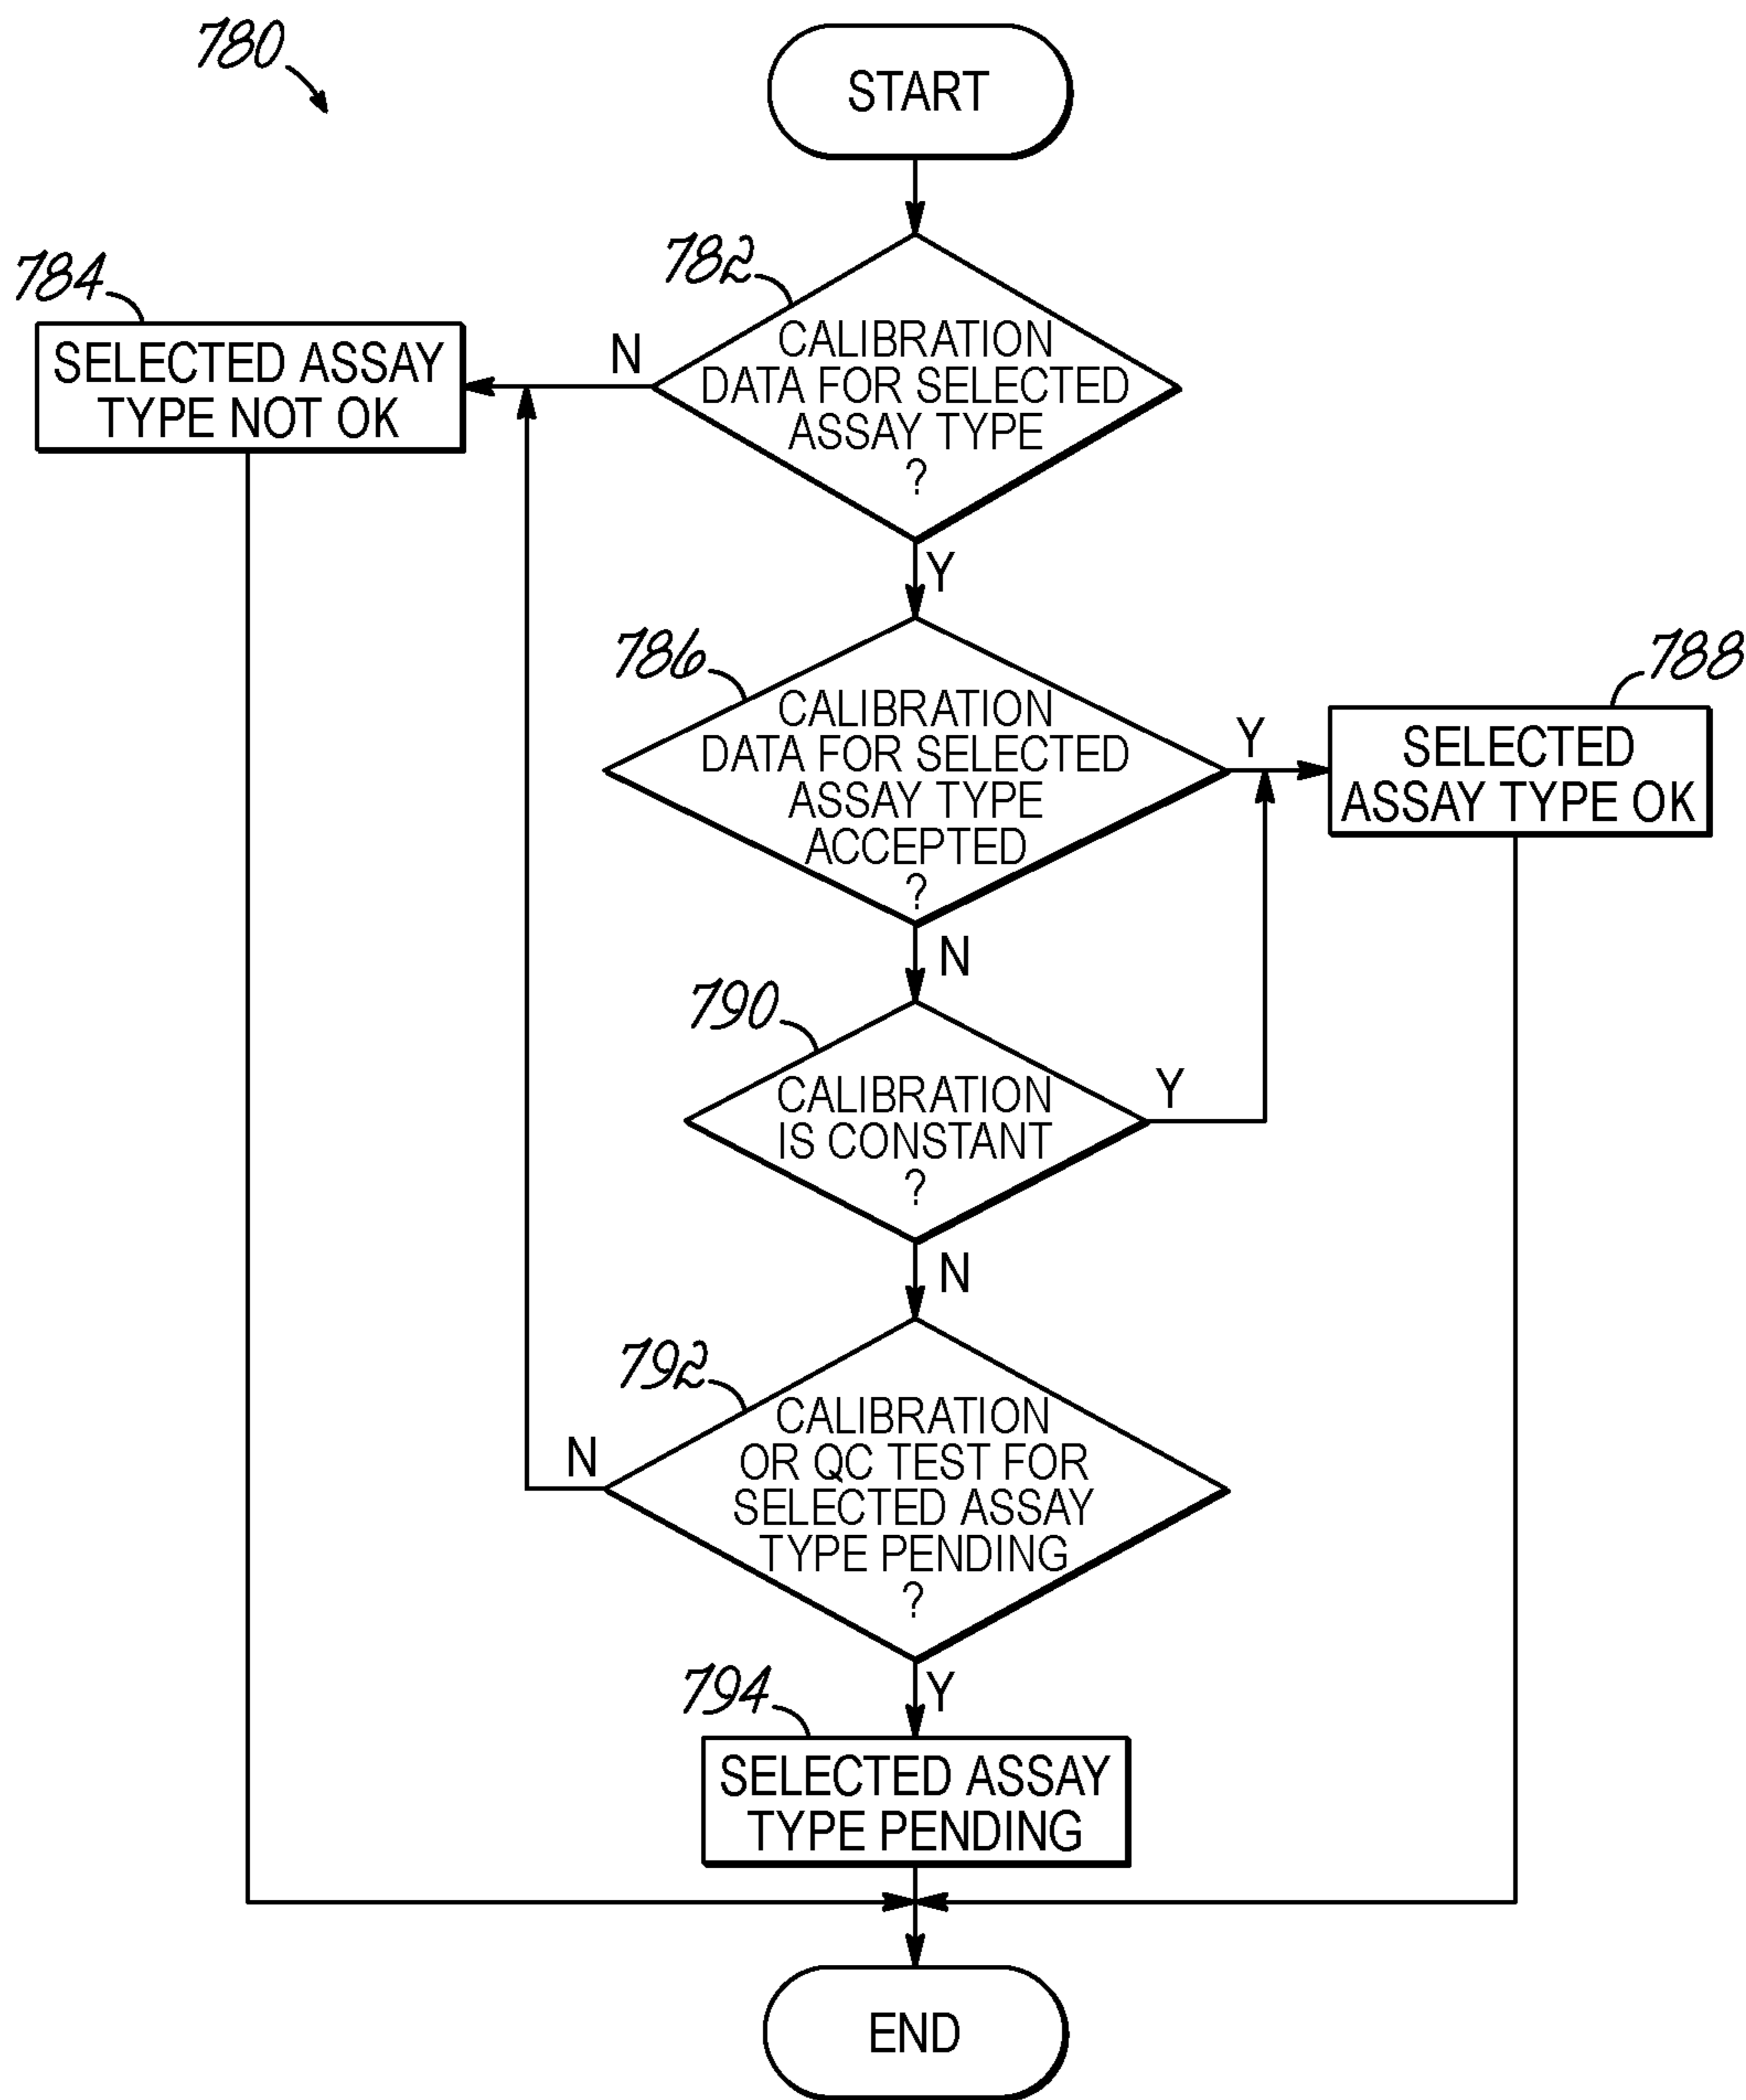 780
START
782
CALIBRATION
DATA FOR SELECTED
ASSAY TYPE
?
N
Y
784
SELECTED ASSAY
TYPE NOT OK
786
CALIBRATION
DATA FOR SELECTED
ASSAY TYPE
ACCEPTED
?
Y
N
788
SELECTED
ASSAY TYPE OK
790
CALIBRATION
IS CONSTANT
?
Y
N
792
CALIBRATION
OR QC TEST FOR
SELECTED ASSAY
TYPE PENDING
?
N
Y
794
SELECTED ASSAY
TYPE PENDING
END